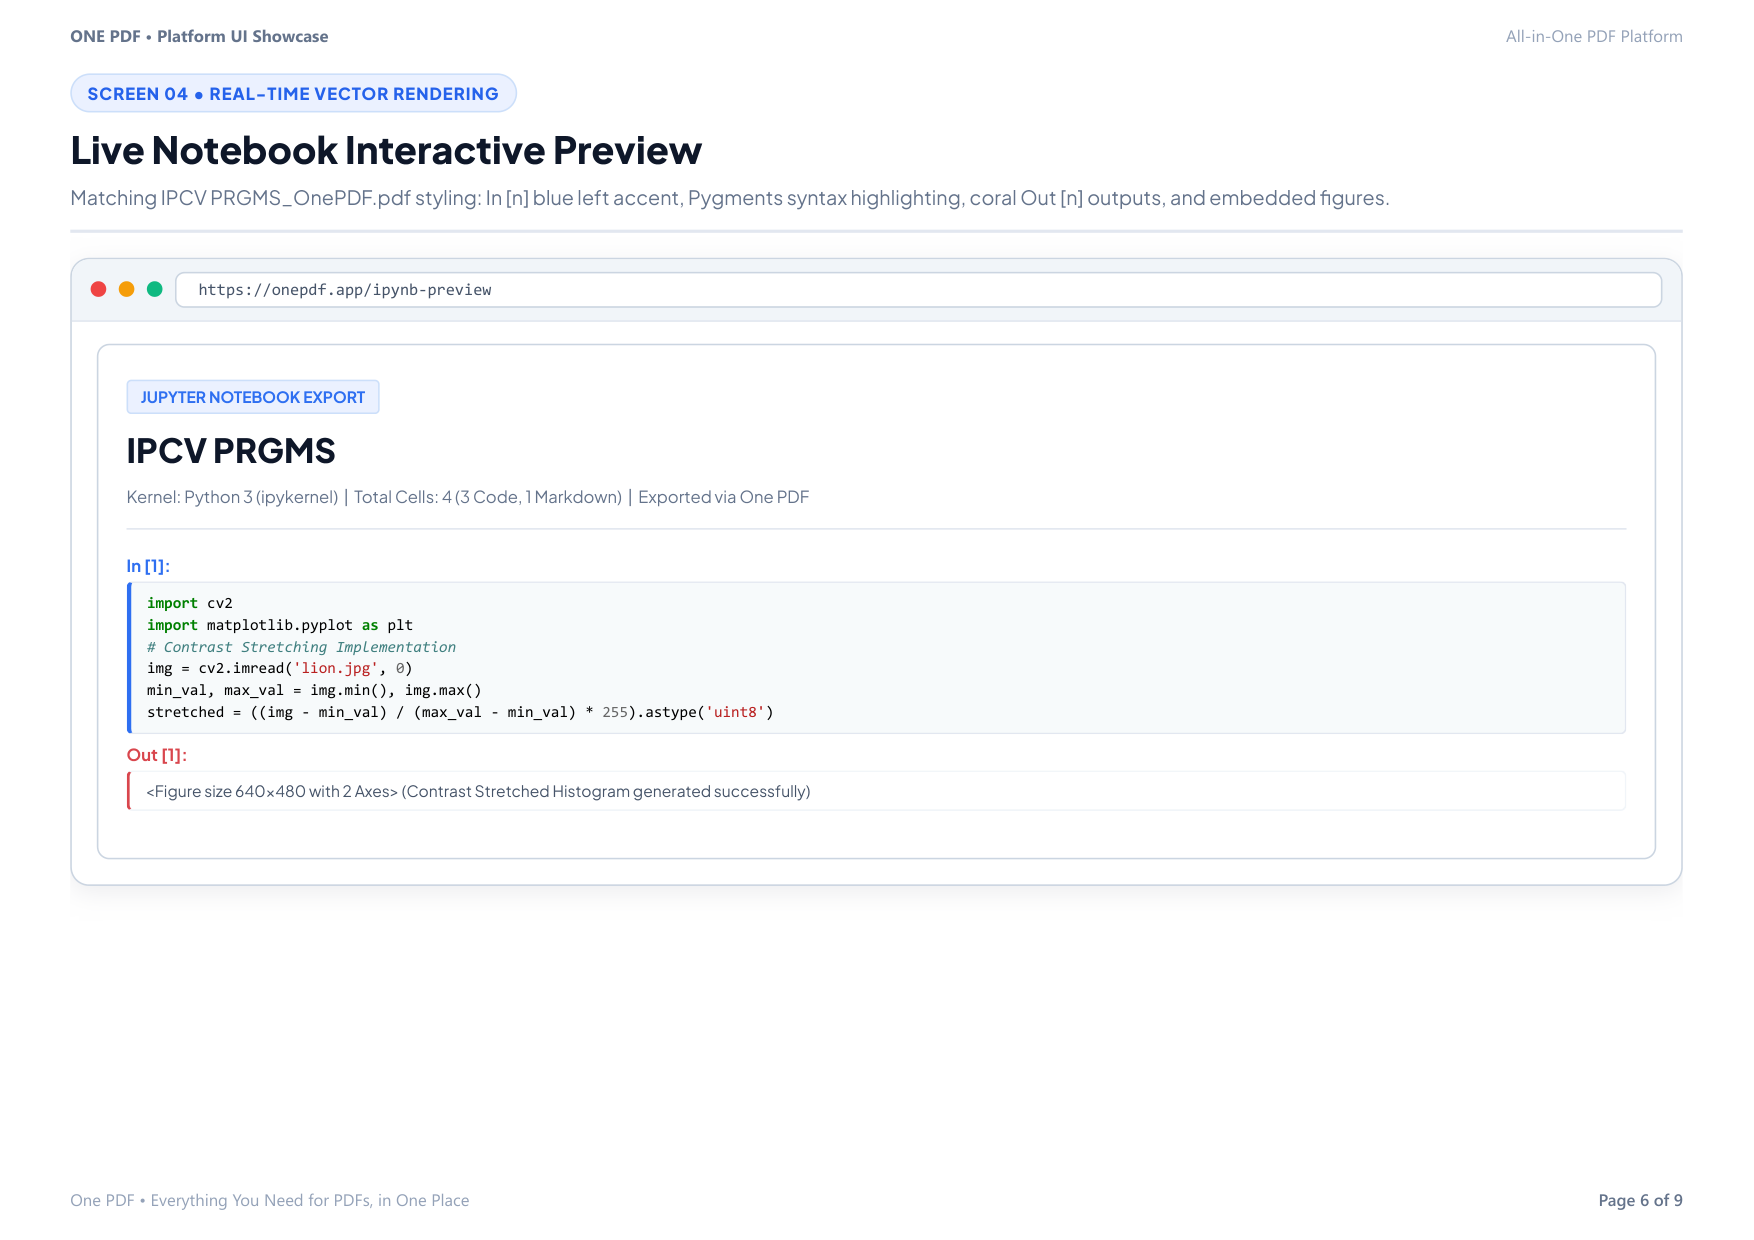 ONE PDF • Platform UI Showcase
All-in-One PDF Platform
SCREEN 04 ● REAL-TIME VECTOR RENDERING
Live Notebook Interactive Preview
Matching IPCV PRGMS_OnePDF.pdf styling: In [n] blue left accent, Pygments syntax highlighting, coral Out [n] outputs, and embedded figures.
https://onepdf.app/ipynb-preview
JUPYTER NOTEBOOK EXPORT
IPCV PRGMS
Kernel: Python 3 (ipykernel) | Total Cells: 4 (3 Code, 1 Markdown) | Exported via One PDF
In [1]:
import cv2
import matplotlib.pyplot as plt
# Contrast Stretching Implementation
img = cv2.imread('lion.jpg', 0)
min_val, max_val = img.min(), img.max()
stretched = ((img - min_val) / (max_val - min_val) * 255).astype('uint8')
Out [1]:
<Figure size 640×480 with 2 Axes> (Contrast Stretched Histogram generated successfully)
One PDF • Everything You Need for PDFs, in One Place
Page 6 of 9